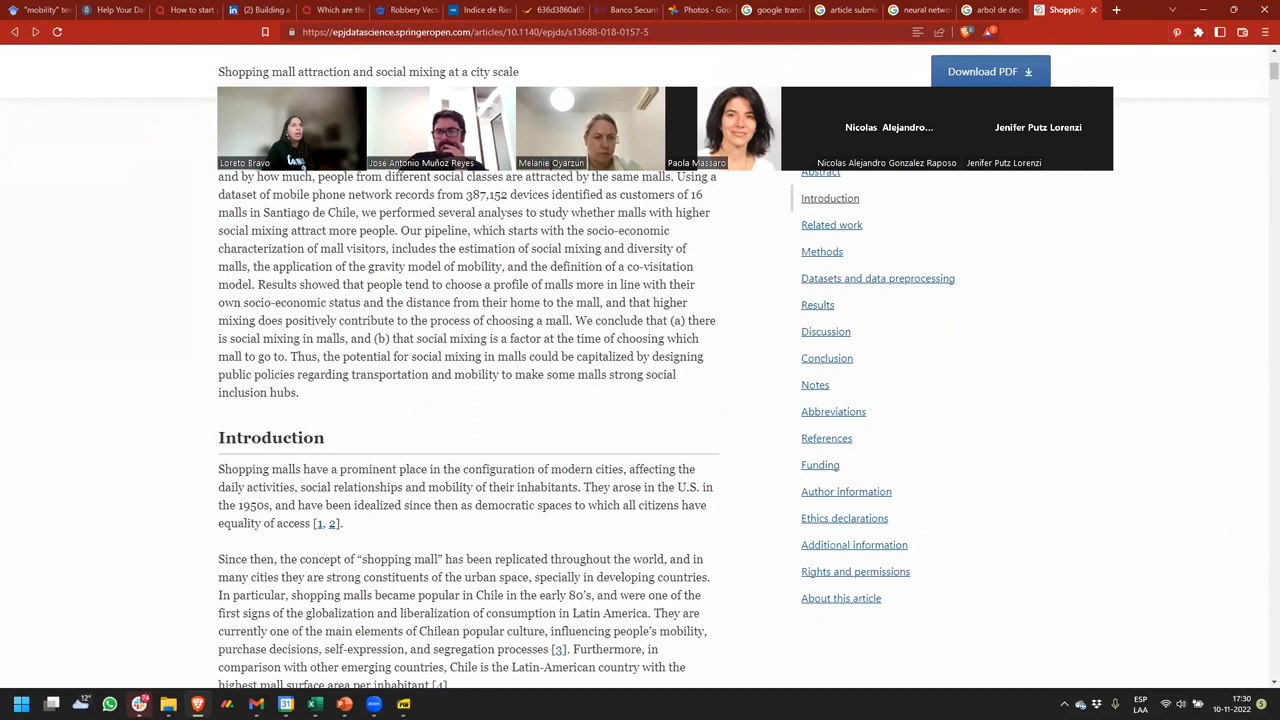 "mobility" tel
Help Your Da
How to start
(2) Building a
Which are the
Robbery Vect
Indice de Ries
636d3860a65
Banco Securit
Photos - Goo
google transl
article submis
neural networ
arbol de deci
Shopping
https://epjdatascience.springeropen.com/articles/10.1140/epjds/s13688-018-0157-5
Shopping mall attraction and social mixing at a city scale
Download PDF
Loreto Bravo
José Antonio Muñoz Reyes
Melanie Oyarzun
Paola Massaro
Nicolas Alejandro...
Nicolas Alejandro Gonzalez Raposo
Jenifer Putz Lorenzi
Jenifer Putz Lorenzi
and by how much, people from different social classes are attracted by the same malls. Using a
dataset of mobile phone network records from 387,152 devices identified as customers of 16
malls in Santiago de Chile, we performed several analyses to study whether malls with higher
social mixing attract more people. Our pipeline, which starts with the socio-economic
characterization of mall visitors, includes the estimation of social mixing and diversity of
malls, the application of the gravity model of mobility, and the definition of a co-visitation
model. Results showed that people tend to choose a profile of malls more in line with their
own socio-economic status and the distance from their home to the mall, and that higher
mixing does positively contribute to the process of choosing a mall. We conclude that (a) there
is social mixing in malls, and (b) that social mixing is a factor at the time of choosing which
mall to go to. Thus, the potential for social mixing in malls could be capitalized by designing
public policies regarding transportation and mobility to make some malls strong social
inclusion hubs.
Introduction
Shopping malls have a prominent place in the configuration of modern cities, affecting the
daily activities, social relationships and mobility of their inhabitants. They arose in the U.S. in
the 1950s, and have been idealized since then as democratic spaces to which all citizens have
equality of access [1, 2].
Since then, the concept of “shopping mall” has been replicated throughout the world, and in
many cities they are strong constituents of the urban space, specially in developing countries.
In particular, shopping malls became popular in Chile in the early 80’s, and were one of the
first signs of the globalization and liberalization of consumption in Latin America. They are
currently one of the main elements of Chilean popular culture, influencing people’s mobility,
purchase decisions, self-expression, and segregation processes [3]. Furthermore, in
comparison with other emerging countries, Chile is the Latin-American country with the
highest mall surface area per inhabitant [4].
Abstract
Introduction
Related work
Methods
Datasets and data preprocessing
Results
Discussion
Conclusion
Notes
Abbreviations
References
Funding
Author information
Ethics declarations
Additional information
Rights and permissions
About this article
ESP
LAA
17:30
10-11-2022